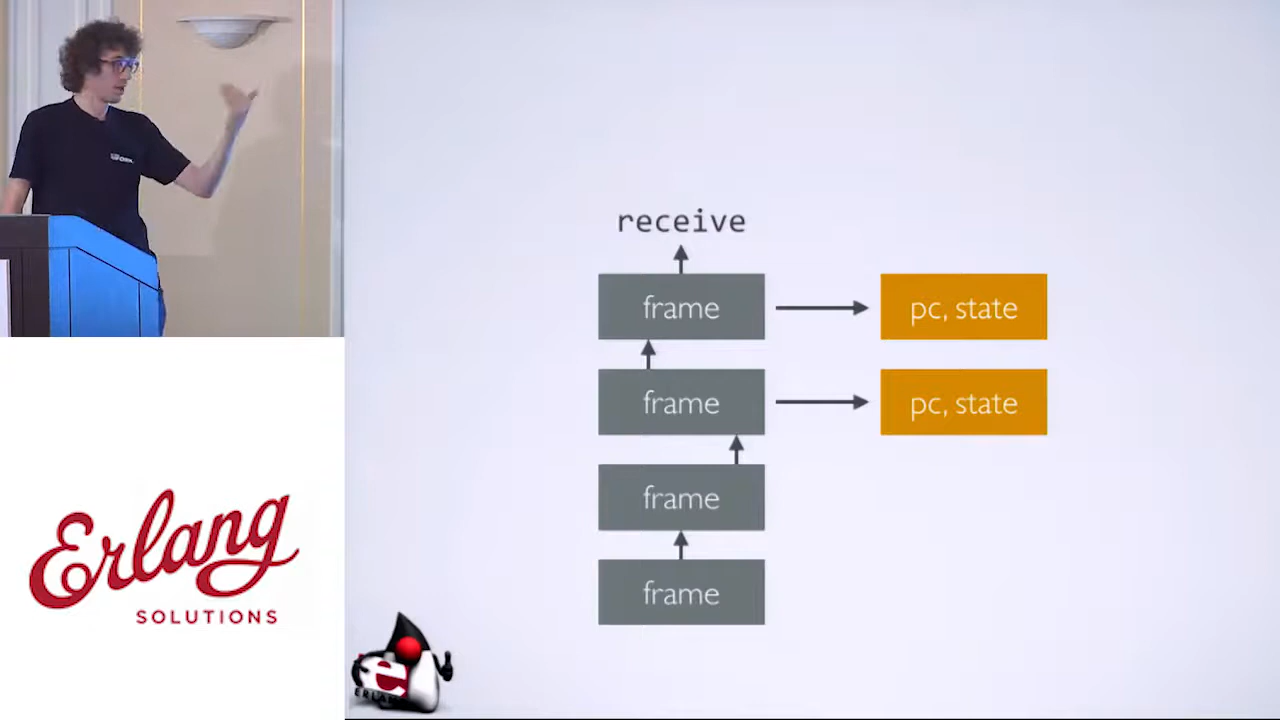 receive
frame
pc, state
frame
pc, state
frame
frame
Erlang
SOLUTIONS
e